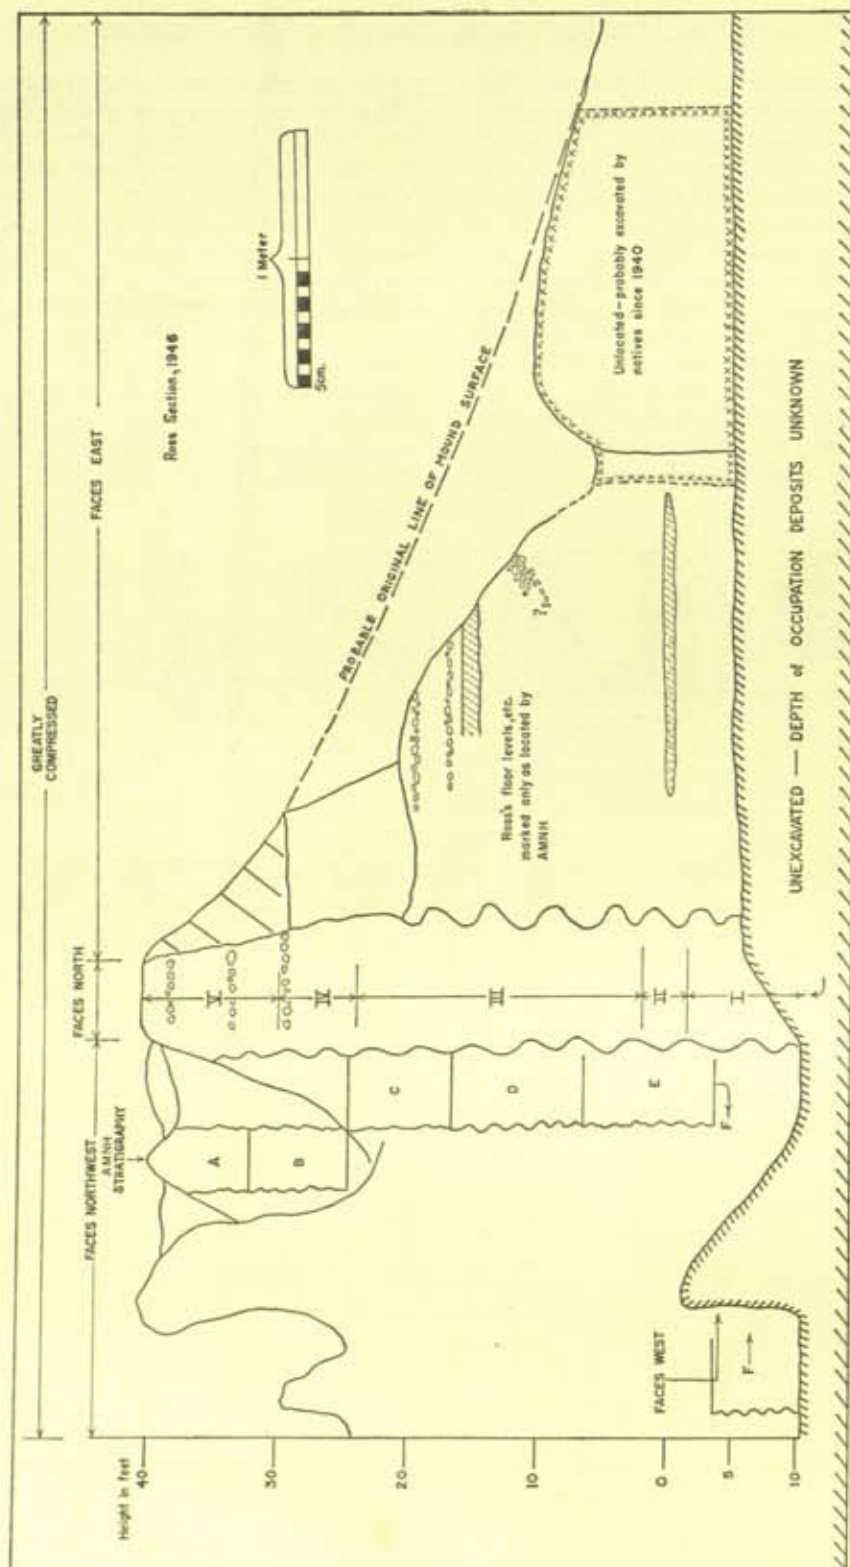 GREATLY
COMPRESSED
FACES NORTHWEST
FACES NORTH
FACES EAST
AMNH
STRATIGRAPHY
Ross Section, 1946
1 Meter
5cm.
PROBABLE ORIGINAL LINE OF MOUND SURFACE
Height in feet
40
30
20
10
0
5
10
A
B
C
D
E
F
V
IV
III
II
I
Ross's floor levels, etc.
marked only as located by
AMNH
?
Unlocated-probably excavated by
natives since 1940
FACES WEST
F
UNEXCAVATED — DEPTH of OCCUPATION DEPOSITS UNKNOWN